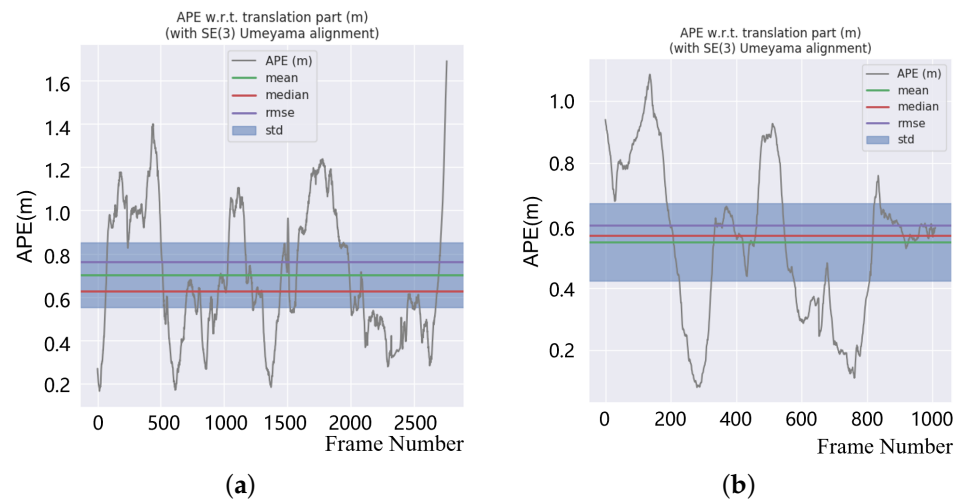 APE w.r.t. translation part (m)
(with SE(3) Umeyama alignment)
APE (m)
mean
median
rmse
std
1.6
1.4
1.2
1.0
0.8
0.6
0.4
0.2
APE(m)
0 500 1000 1500 2000 2500
Frame Number
(a)
APE w.r.t. translation part (m)
(with SE(3) Umeyama alignment)
APE (m)
mean
median
rmse
std
1.0
0.8
0.6
0.4
0.2
APE(m)
0 200 400 600 800 1000
Frame Number
(b)